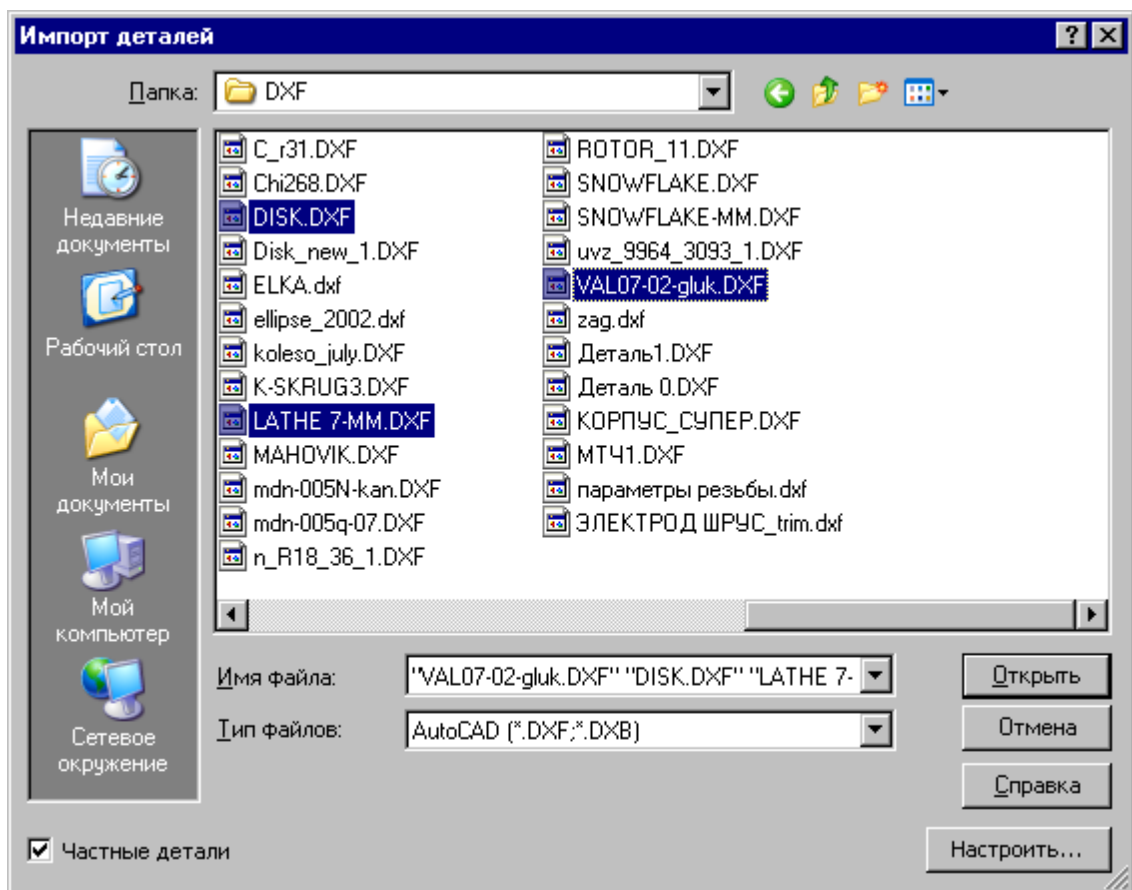 Импорт деталей
Папка: DXF
Недавние
документы
Рабочий стол
Мои
документы
Мой
компьютер
Сетевое
окружение
C_r31.DXF
Chi268.DXF
DISK.DXF
Disk_new_1.DXF
ELKA.dxf
ellipse_2002.dxf
koleso_july.DXF
K-SKRUG3.DXF
LATHE 7-MM.DXF
MAHOVIK.DXF
mdn-005N-kan.DXF
mdn-005q-07.DXF
n_R18_36_1.DXF
ROTOR_11.DXF
SNOWFLAKE.DXF
SNOWFLAKE-MM.DXF
uvz_9964_3093_1.DXF
VAL07-02-gluk.DXF
zag.dxf
Деталь1.DXF
Деталь 0.DXF
КОРПУС_СУПЕР.DXF
МТЧ1.DXF
параметры резьбы.dxf
ЭЛЕКТРОД ШРУС_trim.dxf
Имя файла: "VAL07-02-gluk.DXF" "DISK.DXF" "LATHE 7- Открыть
Тип файлов: AutoCAD (*.DXF;*.DXB) Отмена
Справка
Частные детали Настроить...